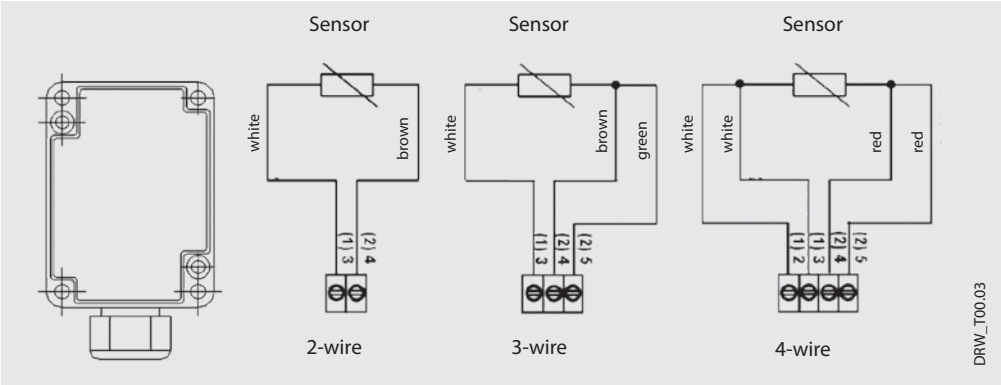 Sensor
white
brown
(1) 3
(2) 4
2-wire
Sensor
white
brown
green
(1) 3
(2) 4
(2) 5
3-wire
Sensor
white
white
red
red
(1) 2
(1) 3
(2) 4
(2) 5
4-wire
DRW_T00.03